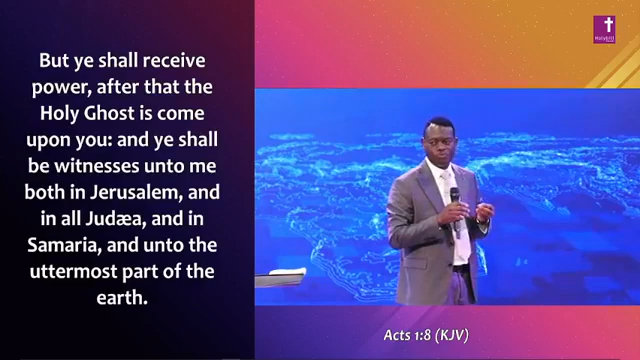 But ye shall receive
power, after that the
Holy Ghost is come
upon you: and ye shall
be witnesses unto me
both in Jerusalem, and
in all Judæa, and in
Samaria, and unto the
uttermost part of the
earth.
Acts 1:8 (KJV)